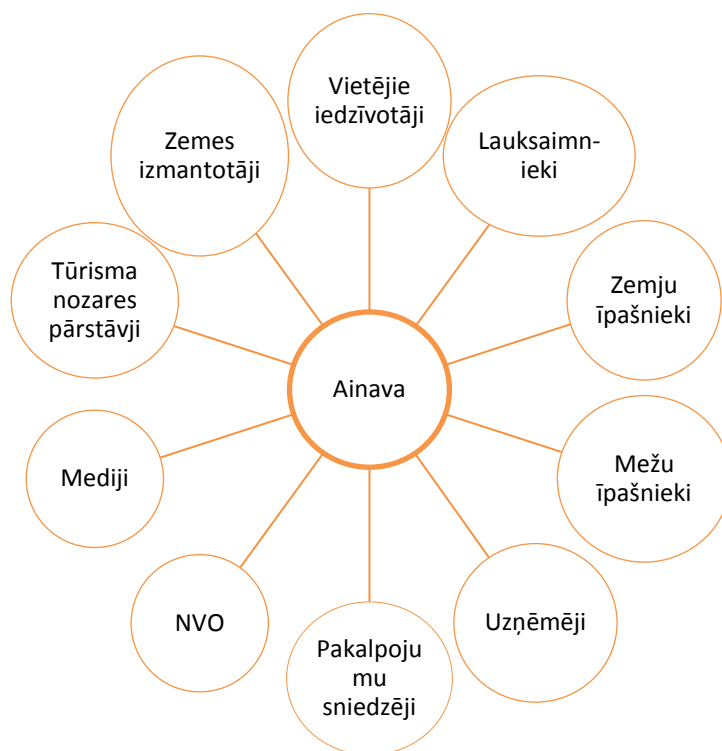 Vietējie
iedzīvotāji
Lauksaimn-
ieki
Zemju
īpašnieki
Mežu
īpašnieki
Uzņēmēji
Pakalpoju
mu
sniedzēji
NVO
Mediji
Tūrisma
nozares
pārstāvji
Zemes
izmantotāji
Ainava